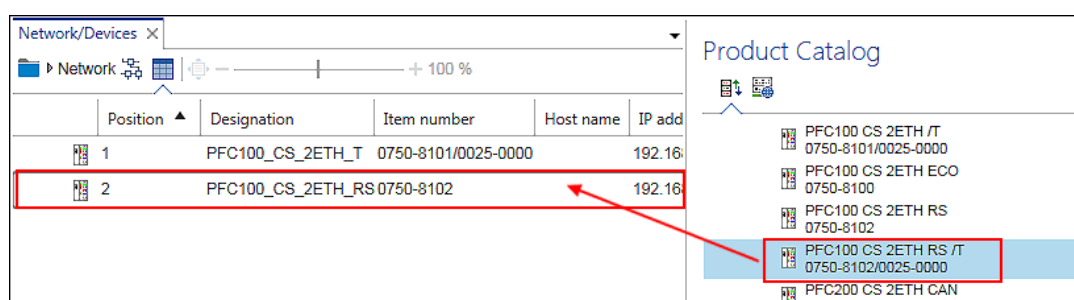 Network/Devices ×
Network − + 100 %
Position ▲ Designation Item number Host name IP add
1 PFC100_CS_2ETH_T 0750-8101/0025-0000 192.16
2 PFC100_CS_2ETH_RS 0750-8102 192.16
Product Catalog
PFC100 CS 2ETH /T
0750-8101/0025-0000
PFC100 CS 2ETH ECO
0750-8100
PFC100 CS 2ETH RS
0750-8102
PFC100 CS 2ETH RS /T
0750-8102/0025-0000
PFC200 CS 2ETH CAN